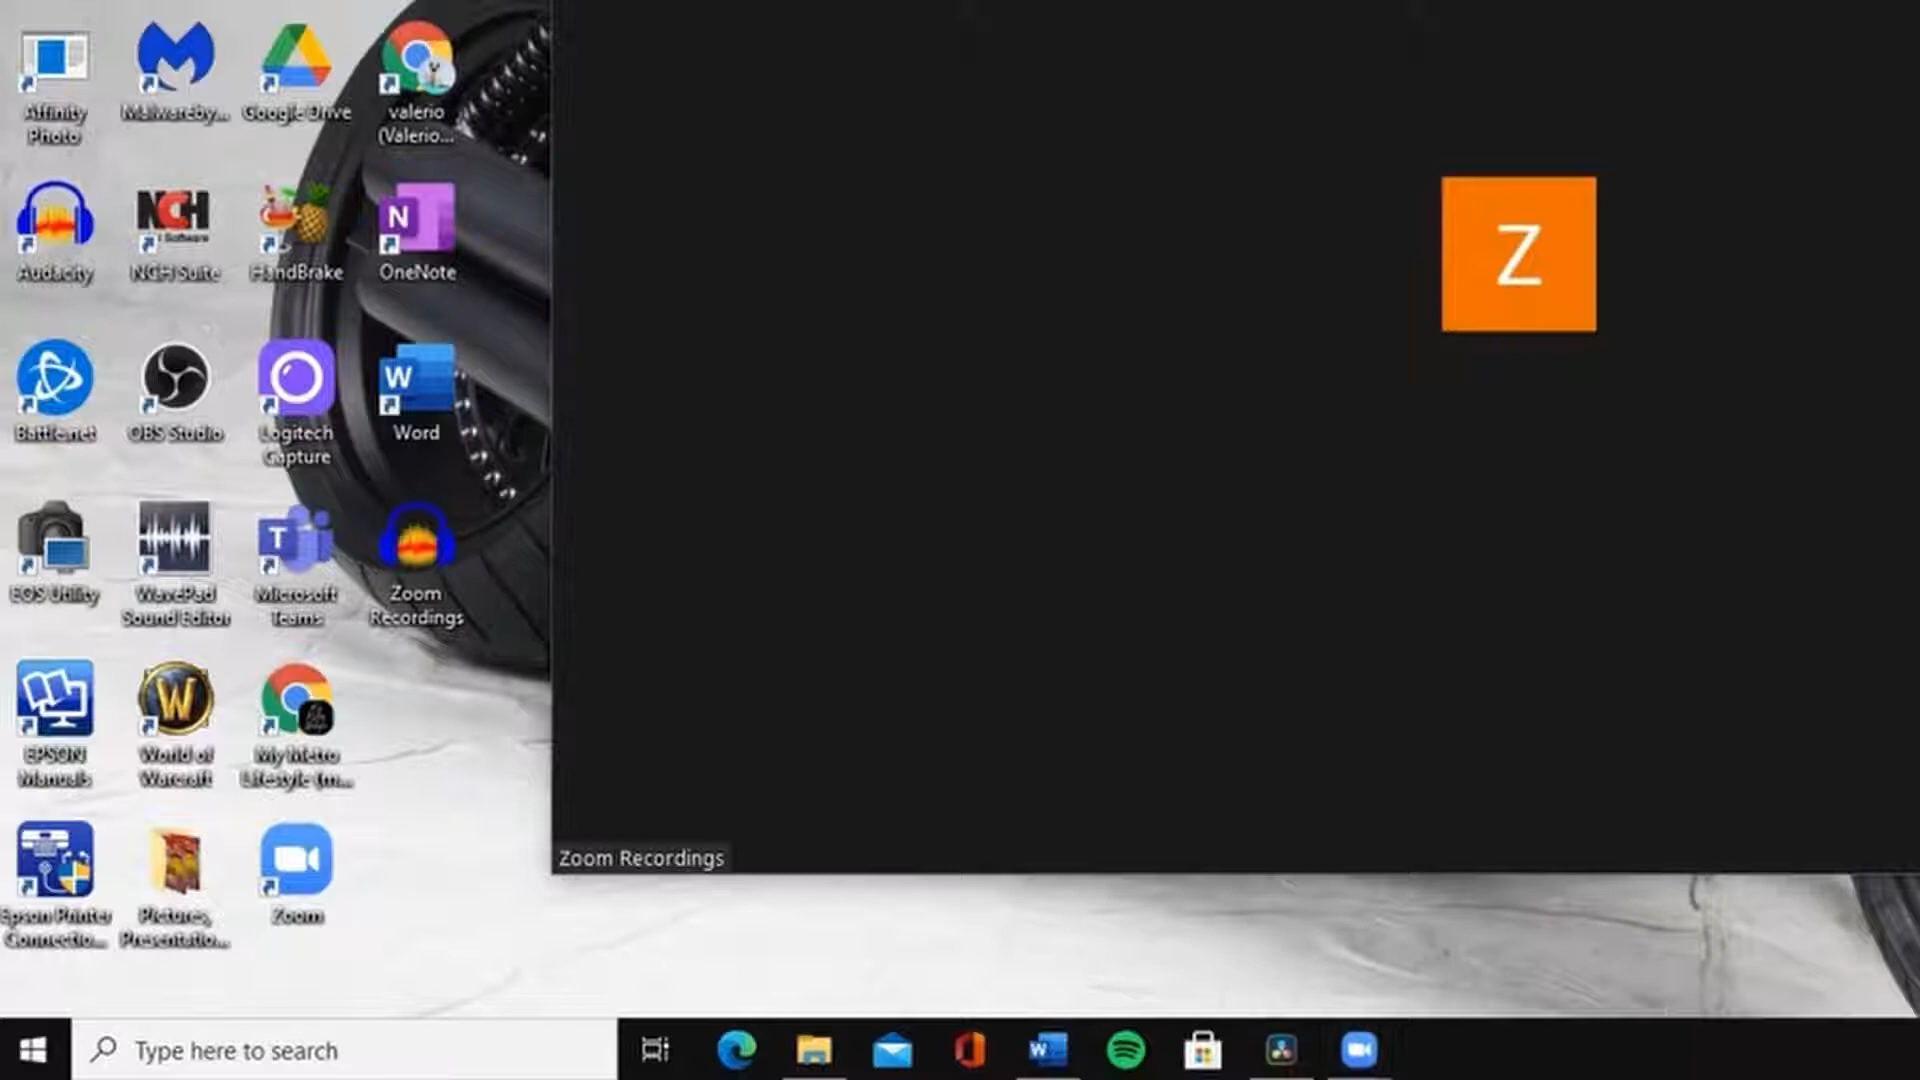 Affinity
Photo
Malwareby...
Google Drive
valerio
(Valerio...
N
NCH
Software
Audacity
NCH Suite
HandBrake
OneNote
W
Battle.net
OBS Studio
Logitech
Capture
Word
T
EOS Utility
WavePad
Sound Editor
Microsoft
Teams
Zoom
Recordings
W
EPSON
Manuals
World of
Warcraft
My Metro
Lifestyle (m...
Epson Printer
Connectio...
Pictures,
Presentatio...
Zoom
Z
Zoom Recordings
Type here to search
W